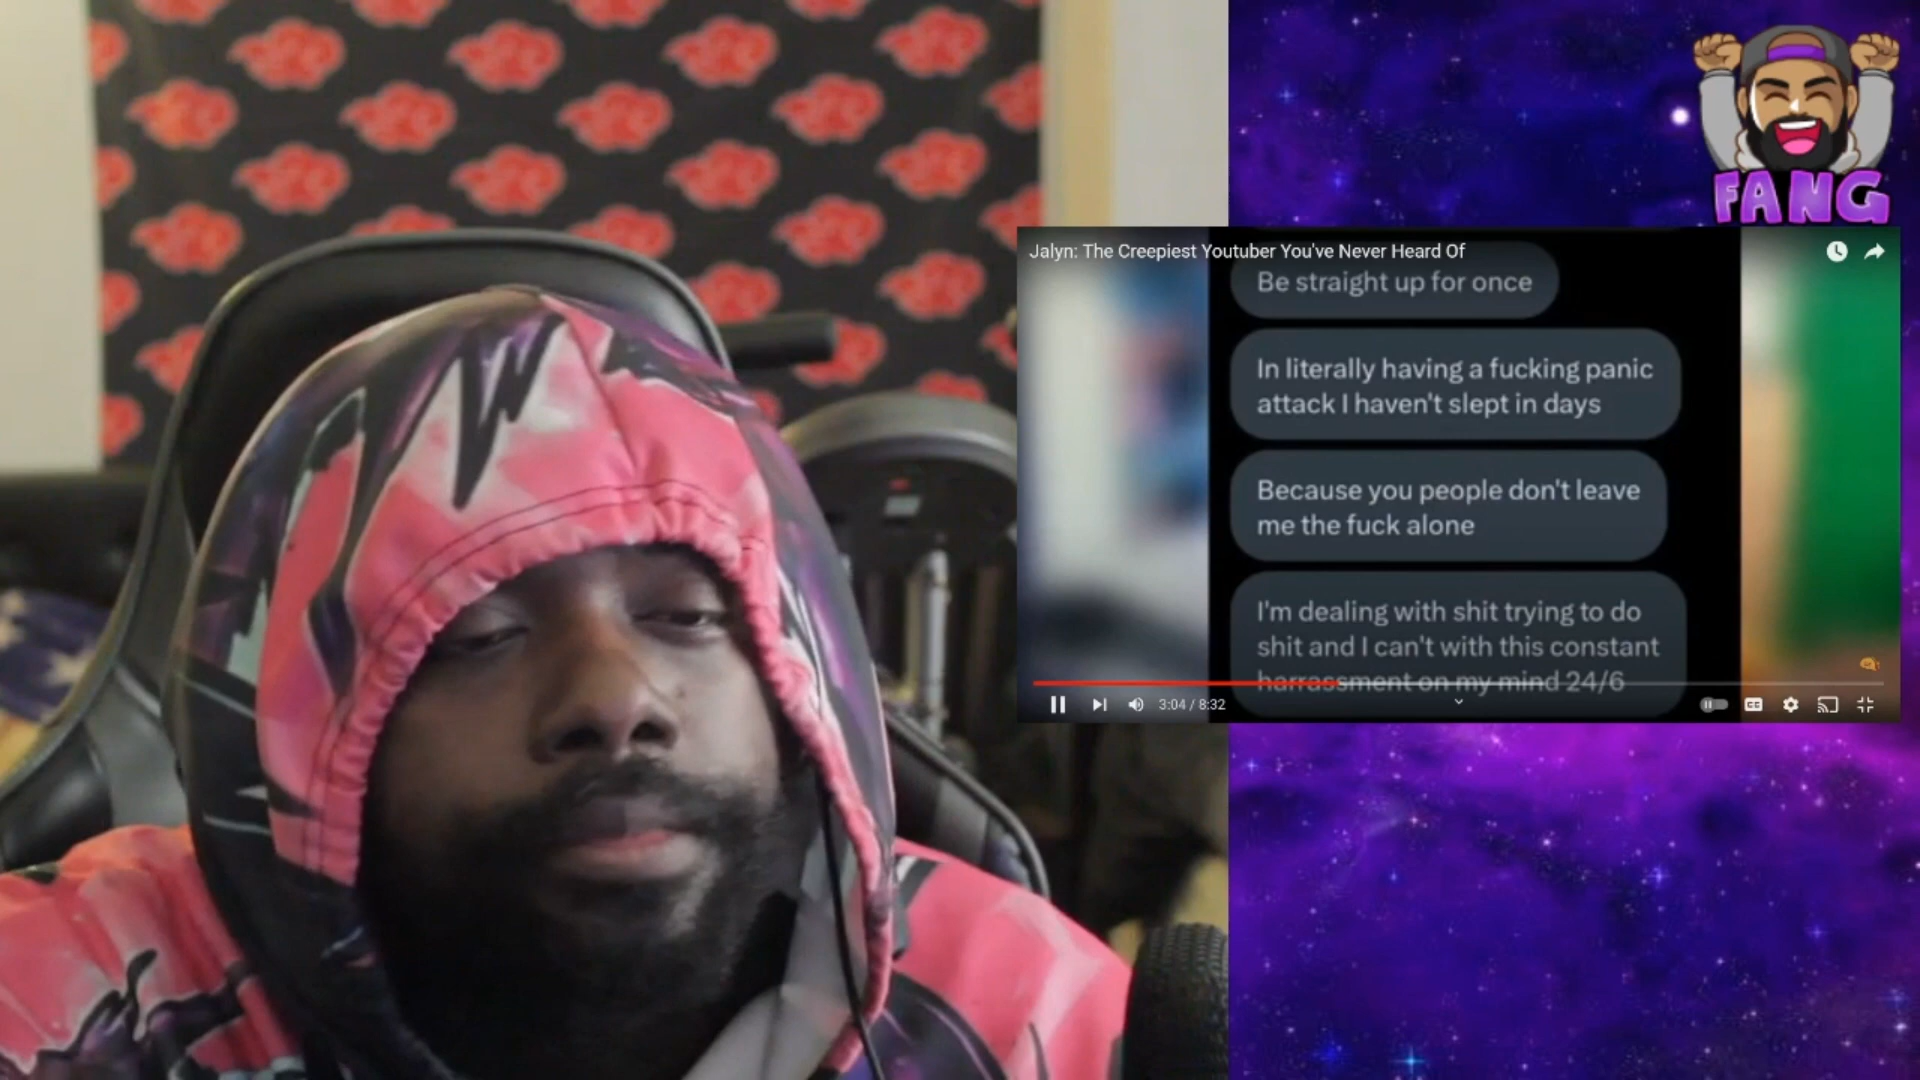 FANG
Jalyn: The Creepiest Youtuber You've Never Heard Of
Be straight up for once
In literally having a fucking panic
attack I haven't slept in days
Because you people don't leave
me the fuck alone
I'm dealing with shit trying to do
shit and I can't with this constant
harrassment on my mind 24/6
3:04 / 8:32
CC